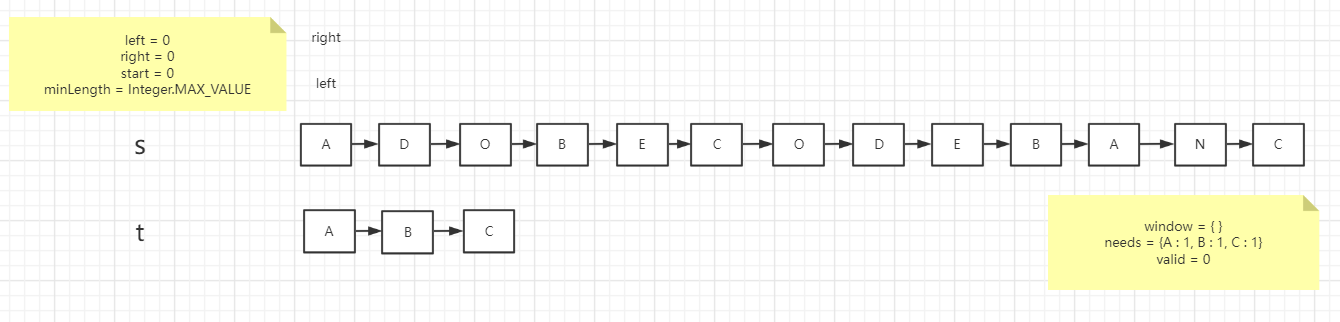 left = 0
right = 0
start = 0
minLength = Integer.MAX_VALUE
right
left
s
A D O B E C O D E B A N C
t
A B C
window = { }
needs = {A : 1, B : 1, C : 1}
valid = 0